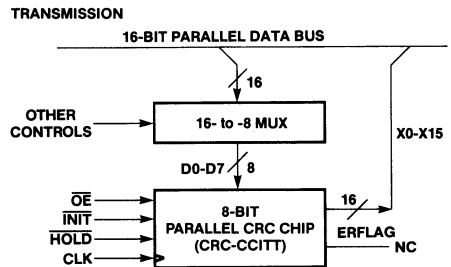 TRANSMISSION
16-BIT PARALLEL DATA BUS
16
OTHER
CONTROLS
16- to -8 MUX
X0-X15
D0-D7 8
OE
INIT
HOLD
CLK
8-BIT
PARALLEL CRC CHIP
(CRC-CCITT)
16
ERFLAG
NC